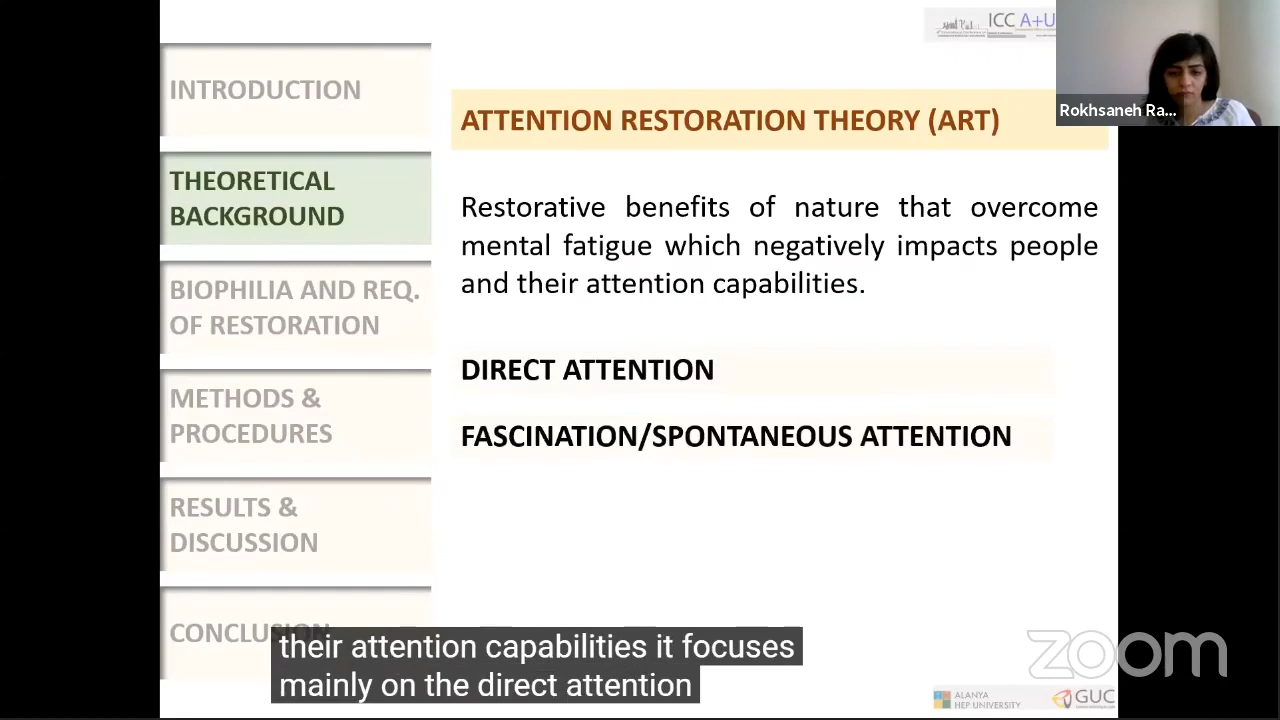 ICC A+U
Rokhsaneh Ra...
INTRODUCTION
THEORETICAL
BACKGROUND
BIOPHILIA AND REQ.
OF RESTORATION
METHODS &
PROCEDURES
RESULTS &
DISCUSSION
CONCLUSION
ATTENTION RESTORATION THEORY (ART)
Restorative benefits of nature that overcome
mental fatigue which negatively impacts people
and their attention capabilities.
DIRECT ATTENTION
FASCINATION/SPONTANEOUS ATTENTION
their attention capabilities it focuses
mainly on the direct attention
zoom
ALANYA
HEP UNIVERSITY
GUC